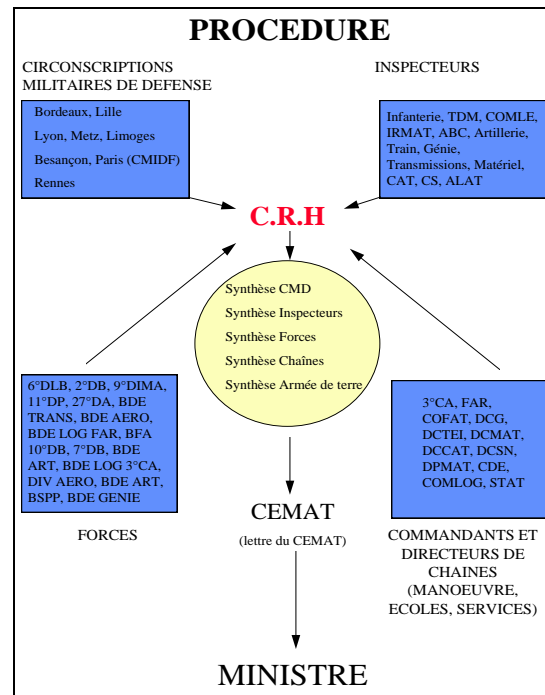 PROCEDURE
CIRCONSCRIPTIONS
MILITAIRES DE DEFENSE
Bordeaux, Lille
Lyon, Metz, Limoges
Besançon, Paris (CMIDF)
Rennes
INSPECTEURS
Infanterie, TDM, COMLE,
IRMAT, ABC, Artillerie,
Train, Génie,
Transmissions, Matériel,
CAT, CS, ALAT
C.R.H
Synthèse CMD
Synthèse Inspecteurs
Synthèse Forces
Synthèse Chaînes
Synthèse Armée de terre
6°DLB, 2°DB, 9°DIMA,
11°DP, 27°DA, BDE
TRANS, BDE AERO,
BDE LOG FAR, BFA
10°DB, 7°DB, BDE
ART, BDE LOG 3°CA,
DIV AERO, BDE ART,
BSPP, BDE GENIE
FORCES
3°CA, FAR,
COFAT, DCG,
DCTEI, DCMAT,
DCCAT, DCSN,
DPMAT, CDE,
COMLOG, STAT
COMMANDANTS ET
DIRECTEURS DE
CHAINES
(MANOEUVRE,
ECOLES, SERVICES)
CEMAT
(lettre du CEMAT)
MINISTRE